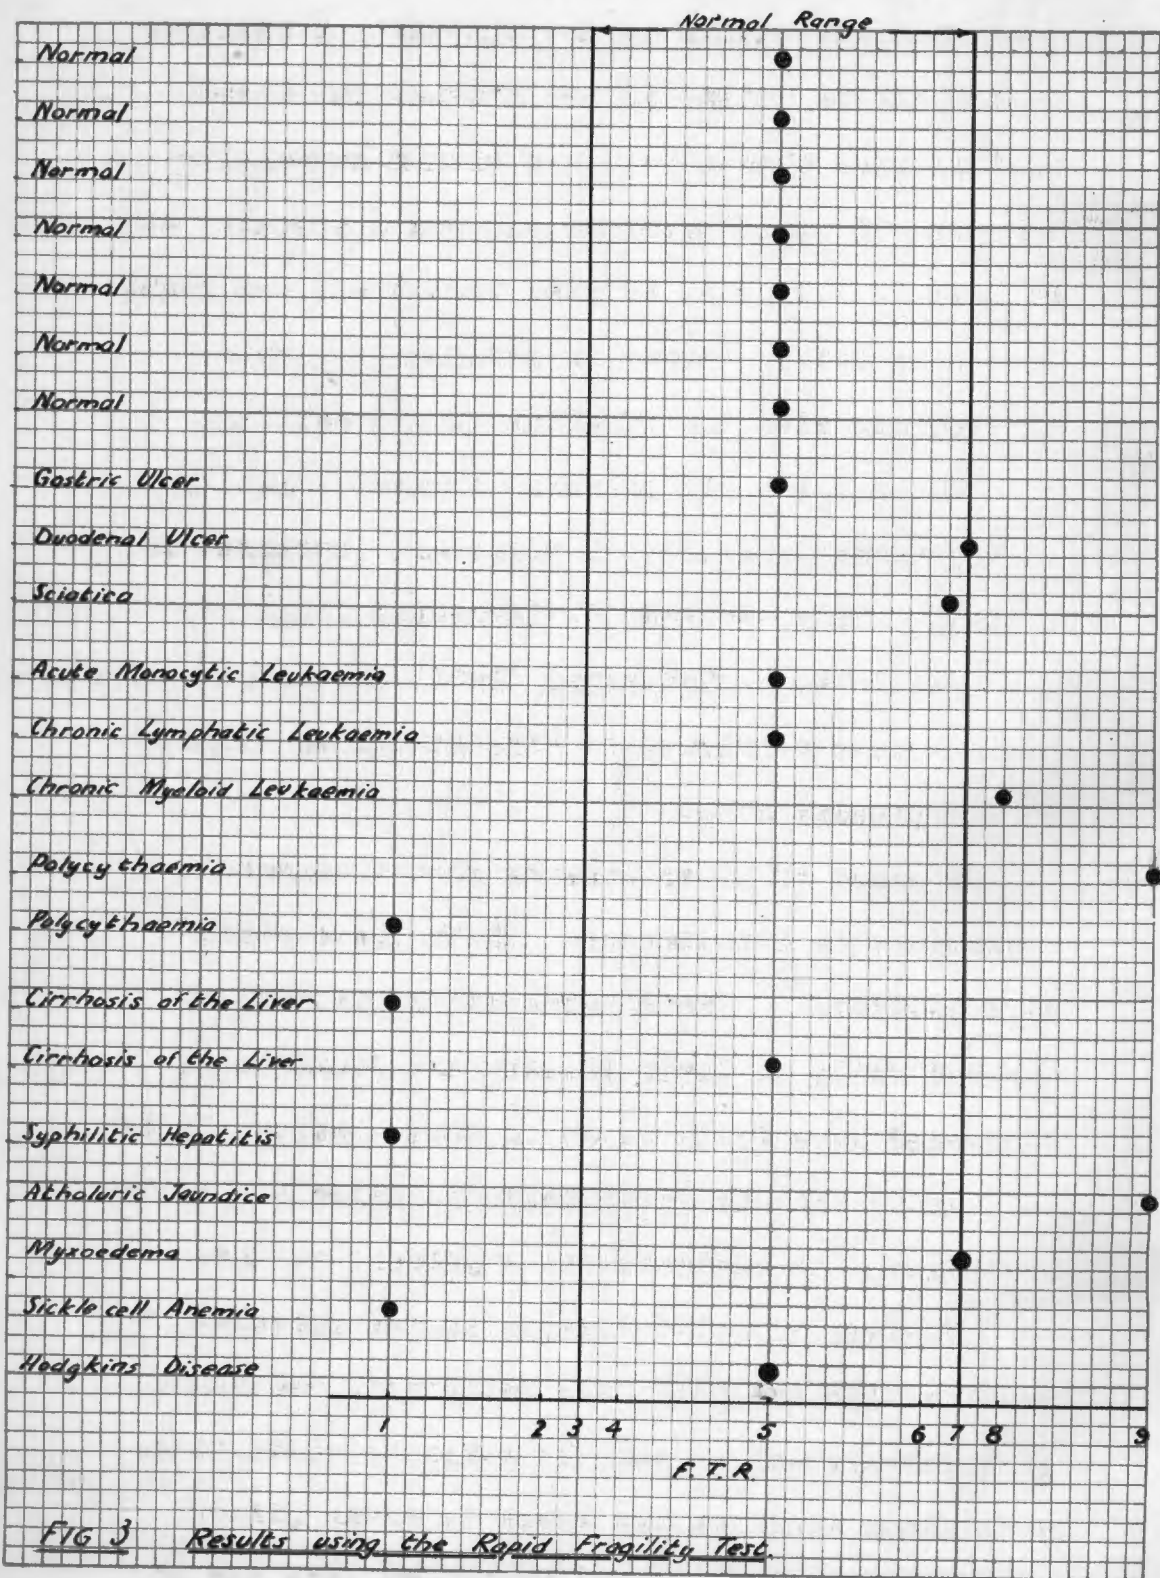 Normal Range
Normal
Normal
Normal
Normal
Normal
Normal
Normal
Gastric Ulcer
Duodenal Ulcer
Sciatica
Acute Monocytic Leukaemia
Chronic Lymphatic Leukaemia
Chronic Myeloid Leukaemia
Polycythaemia
Polycythaemia
Cirrhosis of the Liver
Cirrhosis of the Liver
Syphilitic Hepatitis
Acholuric Jaundice
Myxoedema
Sickle cell Anemia
Hodgkins Disease
1 2 3 4 5 6 7 8 9
F. T. R.
FIG 3 Results using the Rapid Fragility Test.